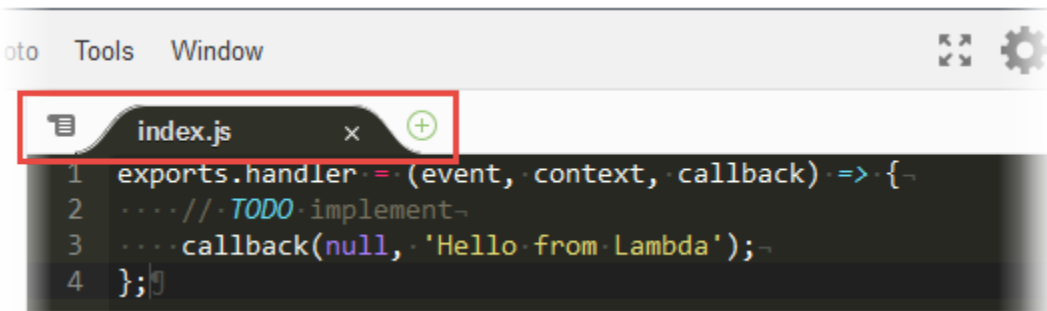 oto Tools Window
index.js ×
1 exports.handler = (event, context, callback) => {
2 // TODO implement
3 callback(null, 'Hello from Lambda');
4 };